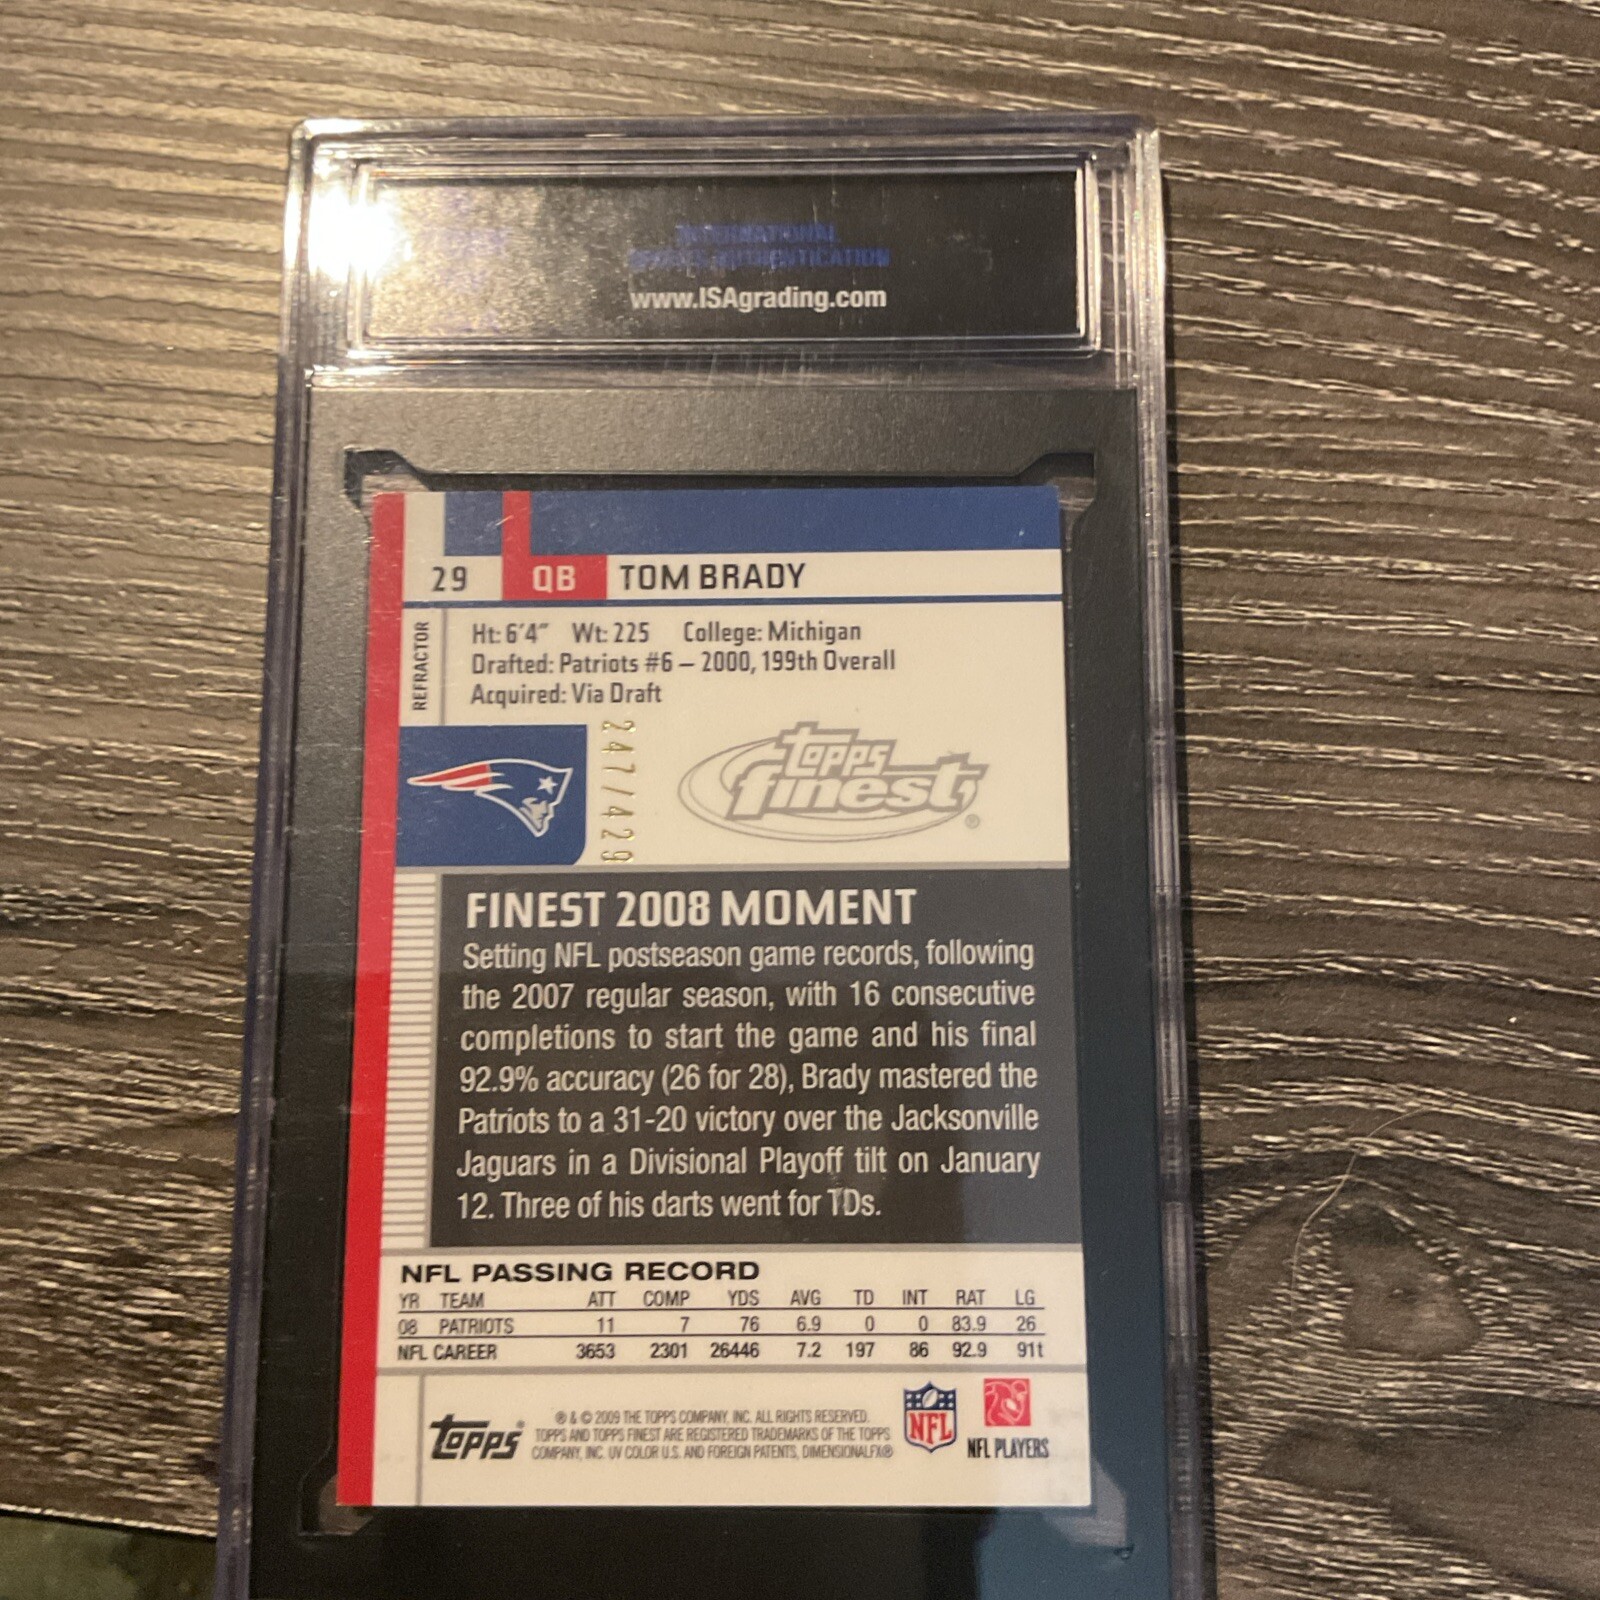 INTERNATIONAL
SPORTS AUTHENTICATION
www.ISAgrading.com
29 QB TOM BRADY
REFRACTOR
Ht: 6'4" Wt: 225 College: Michigan
Drafted: Patriots #6 – 2000, 199th Overall
Acquired: Via Draft
247/429
topps
finest®
FINEST 2008 MOMENT
Setting NFL postseason game records, following
the 2007 regular season, with 16 consecutive
completions to start the game and his final
92.9% accuracy (26 for 28), Brady mastered the
Patriots to a 31-20 victory over the Jacksonville
Jaguars in a Divisional Playoff tilt on January
12. Three of his darts went for TDs.
NFL PASSING RECORD
YR TEAM ATT COMP YDS AVG TD INT RAT LG
08 PATRIOTS 11 7 76 6.9 0 0 83.9 26
NFL CAREER 3653 2301 26446 7.2 197 86 92.9 91t
topps®
® & © 2009 THE TOPPS COMPANY, INC. ALL RIGHTS RESERVED.
TOPPS AND TOPPS FINEST ARE REGISTERED TRADEMARKS OF THE TOPPS
COMPANY, INC. UV COLOR U.S. AND FOREIGN PATENTS, DIMENSIONALFX®
NFL
NFL PLAYERS